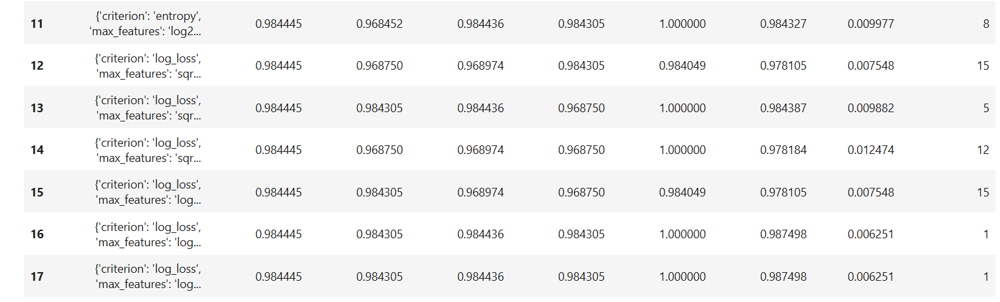 {'criterion': 'entropy',
11 'max_features': 'log2... 0.984445 0.968452 0.984436 0.984305 1.000000 0.984327 0.009977 8
{'criterion': 'log_loss',
12 'max_features': 'sqr... 0.984445 0.968750 0.968974 0.984305 0.984049 0.978105 0.007548 15
{'criterion': 'log_loss',
13 'max_features': 'sqr... 0.984445 0.984305 0.984436 0.968750 1.000000 0.984387 0.009882 5
{'criterion': 'log_loss',
14 'max_features': 'sqr... 0.984445 0.968750 0.968974 0.968750 1.000000 0.978184 0.012474 12
{'criterion': 'log_loss',
15 'max_features': 'log... 0.984445 0.984305 0.968974 0.968750 0.984049 0.978105 0.007548 15
{'criterion': 'log_loss',
16 'max_features': 'log... 0.984445 0.984305 0.984436 0.984305 1.000000 0.987498 0.006251 1
{'criterion': 'log_loss',
17 'max_features': 'log... 0.984445 0.984305 0.984436 0.984305 1.000000 0.987498 0.006251 1